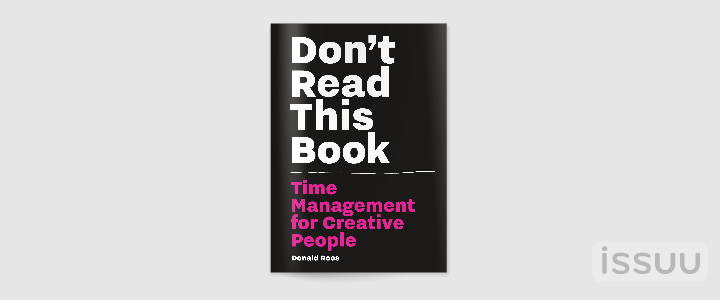 Don't
Read
This
Book
Time
Management
for Creative
People
Donald Roos
issuu